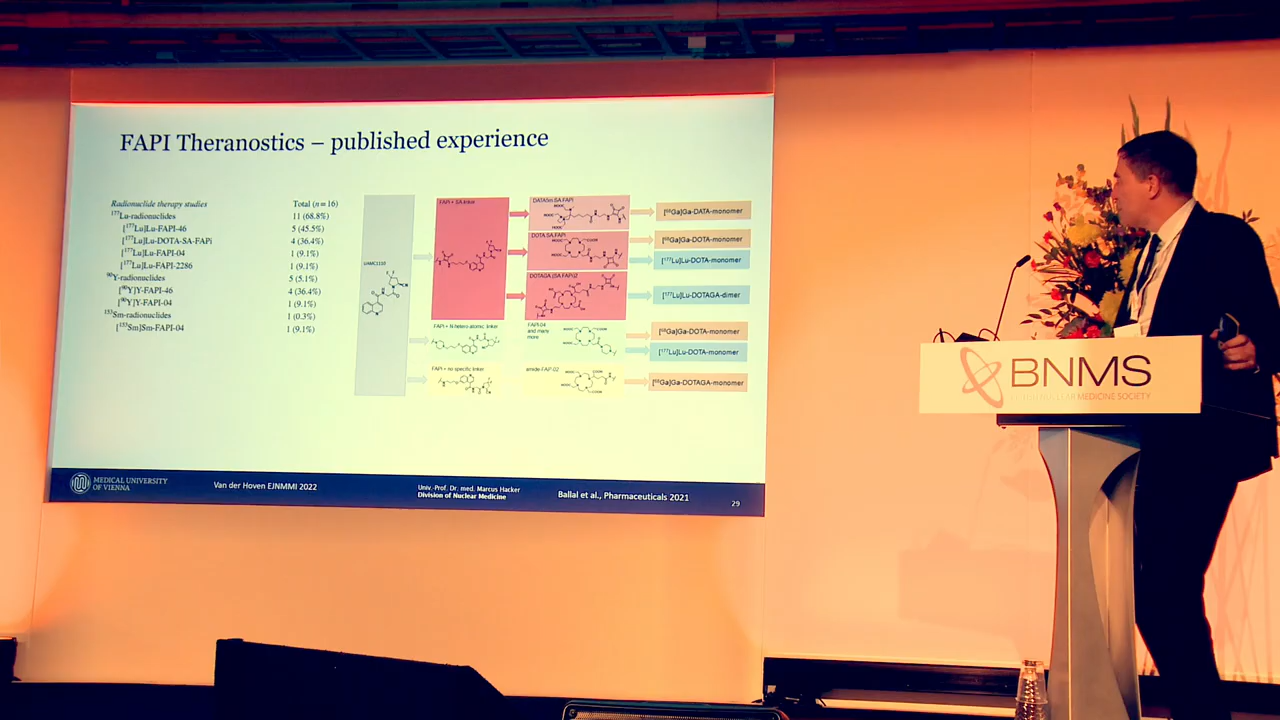 FAPI Theranostics – published experience
Radionuclide therapy studies Total (n = 16)
¹⁷⁷Lu-radionuclides 11 (68.8%)
[¹⁷⁷Lu]Lu-FAPI-46 5 (45.5%)
[¹⁷⁷Lu]Lu-DOTA-SA-FAPi 4 (36.4%)
[¹⁷⁷Lu]Lu-FAPI-04 1 (9.1%)
[¹⁷⁷Lu]Lu-FAPI-2286 1 (9.1%)
⁹⁰Y-radionuclides 5 (5.1%)
[⁹⁰Y]Y-FAPI-46 4 (36.4%)
[⁹⁰Y]Y-FAPI-04 1 (9.1%)
¹⁵³Sm-radionuclides 1 (0.3%)
[¹⁵³Sm]Sm-FAPI-04 1 (9.1%)
UAMC1110
FAPi + SA linker
DATA5m.SA.FAPi
[⁶⁸Ga]Ga-DATA-monomer
DOTA.SA.FAPi
[⁶⁸Ga]Ga-DOTA-monomer
[¹⁷⁷Lu]Lu-DOTA-monomer
DOTAGA.(SA.FAPi)2
[¹⁷⁷Lu]Lu-DOTAGA-dimer
FAPI + N-hetero atomic linker
FAPI-04
and many
more
[⁶⁸Ga]Ga-DOTA-monomer
[¹⁷⁷Lu]Lu-DOTA-monomer
FAPI + no specific linker
amide-FAP-02
[⁶⁸Ga]Ga-DOTAGA-monomer
MEDICAL UNIVERSITY
OF VIENNA
Van der Hoven EJNMMI 2022
Univ.-Prof. Dr. med. Marcus Hacker
Division of Nuclear Medicine
Ballal et al., Pharmaceuticals 2021
29
BNMS
BRITISH NUCLEAR MEDICINE SOCIETY